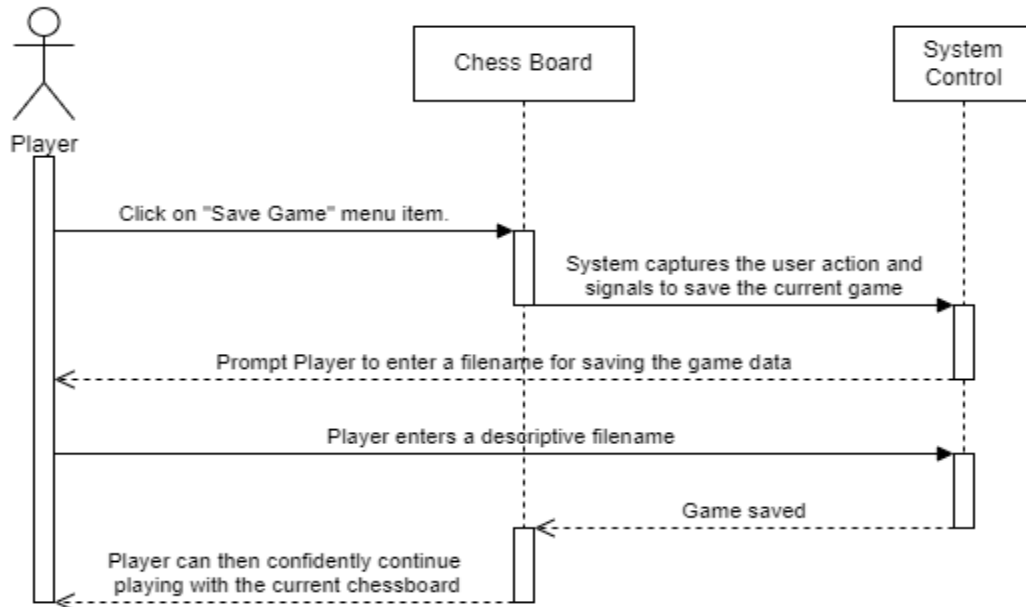 Chess Board
System
Control
Player
Click on "Save Game" menu item.
System captures the user action and
signals to save the current game
Prompt Player to enter a filename for saving the game data
Player enters a descriptive filename
Game saved
Player can then confidently continue
playing with the current chessboard